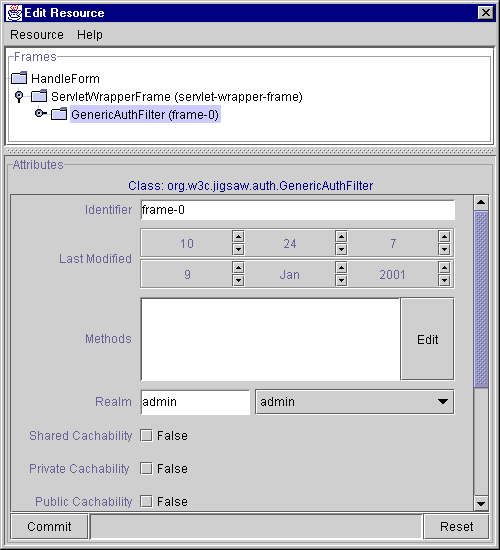 Edit Resource
Resource Help
Frames
HandleForm
ServletWrapperFrame (servlet-wrapper-frame)
GenericAuthFilter (frame-0)
Attributes
Class: org.w3c.jigsaw.auth.GenericAuthFilter
Identifier frame-0
10 24 7
Last Modified
9 Jan 2001
Methods Edit
Realm admin admin
Shared Cachability False
Private Cachability False
Public Cachability False
Commit Reset